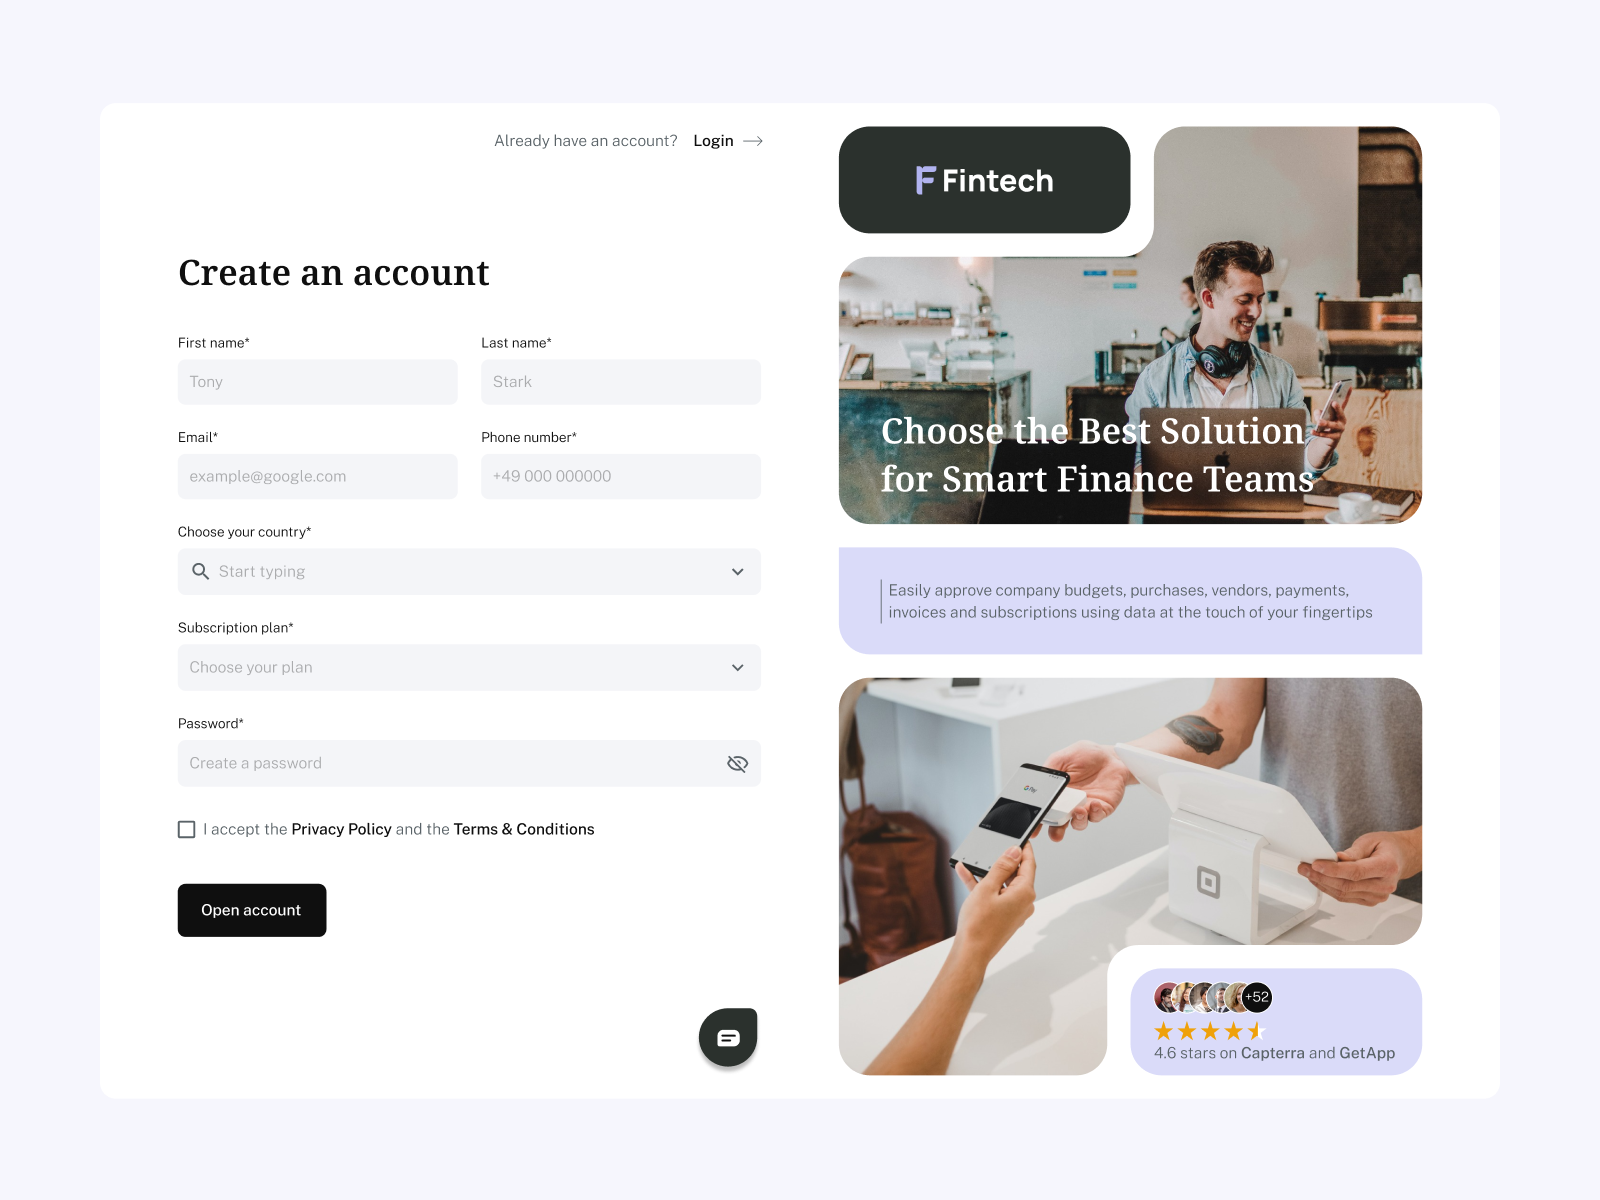 Already have an account? Login
Create an account
First name*
Last name*
Tony
Stark
Email*
Phone number*
example@google.com
+49 000 000000
Choose your country*
Start typing
Subscription plan*
Choose your plan
Password*
Create a password
I accept the Privacy Policy and the Terms & Conditions
Open account
Fintech
Choose the Best Solution
for Smart Finance Teams
Easily approve company budgets, purchases, vendors, payments,
invoices and subscriptions using data at the touch of your fingertips
G Pay
+52
4.6 stars on Capterra and GetApp